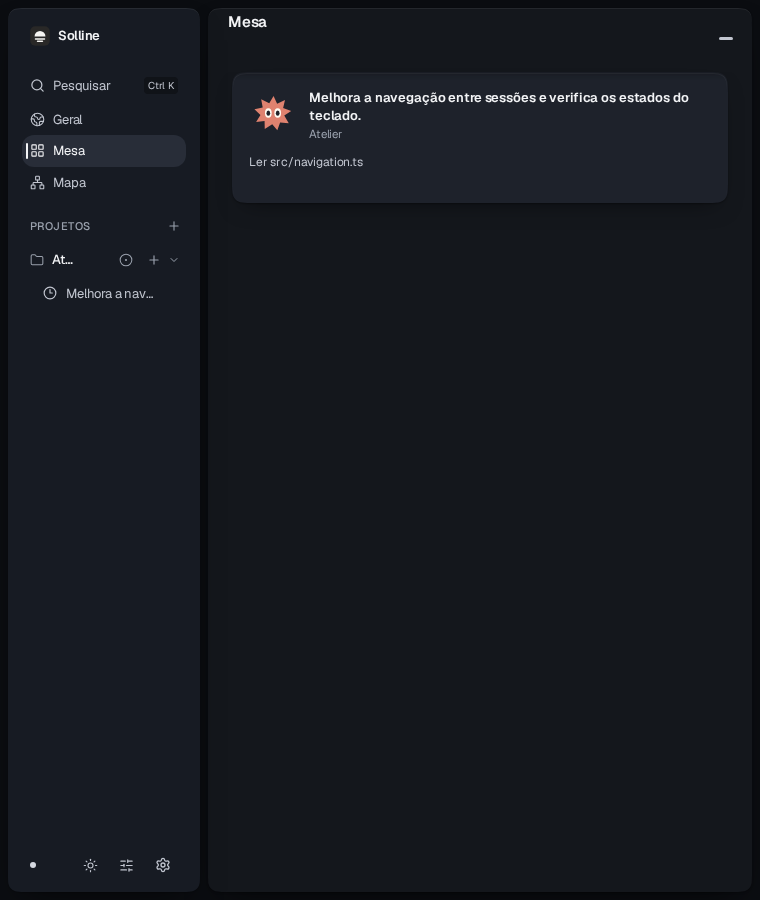 Solline
Pesquisar
Ctrl K
Geral
Mesa
Mapa
PROJETOS
At...
Melhora a nav...
Mesa
Melhora a navegação entre sessões e verifica os estados do
teclado.
Atelier
Ler src/navigation.ts